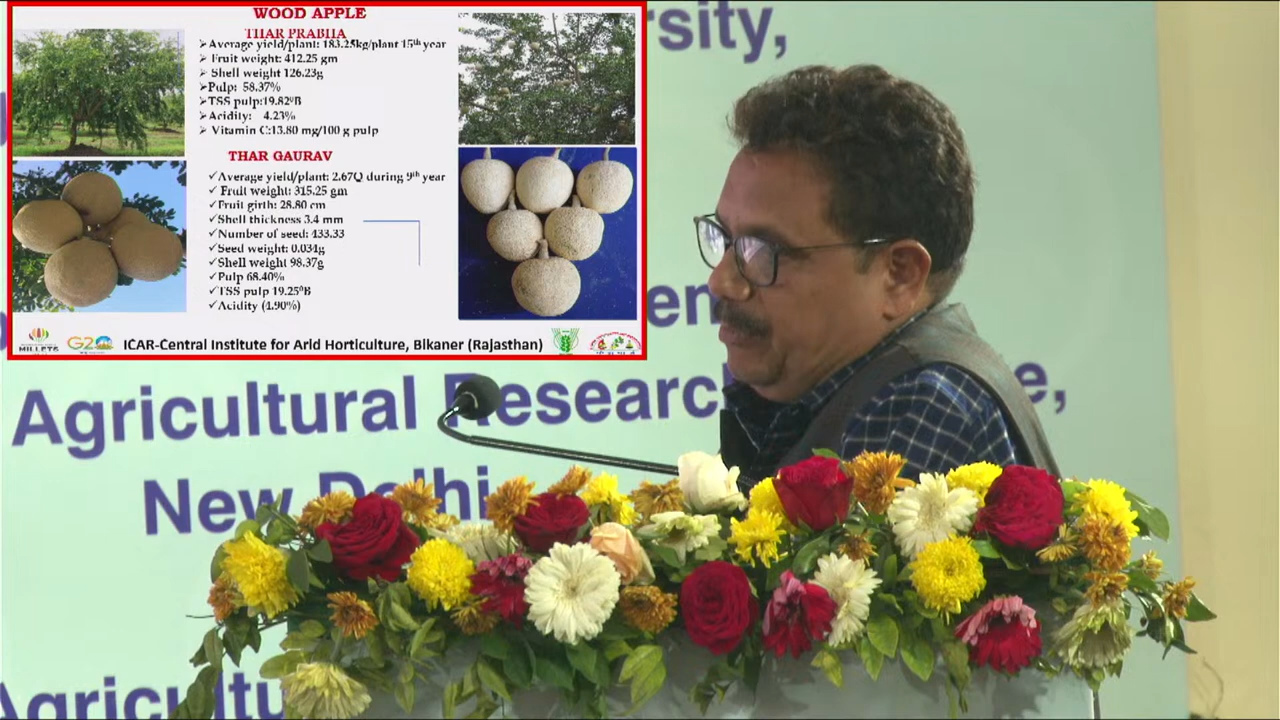 WOOD APPLE
THAR PRABHA
➢Average yield/plant: 183.25kg/plant 15th year
➢ Fruit weight: 412.25 gm
➢ Shell weight 126.23g
➢Pulp: 58.37%
➢TSS pulp:19.82⁰B
➢Acidity: 4.23%
➢ Vitamin C:13.80 mg/100 g pulp
THAR GAURAV
✓Average yield/plant: 2.67Q during 9th year
✓ Fruit weight: 315.25 gm
✓Fruit girth: 28.80 cm
✓Shell thickness 3.4 mm
✓Number of seed: 433.33
✓Seed weight: 0.034g
✓Shell weight 98.37g
✓Pulp 68.40%
✓TSS pulp 19.25⁰B
✓Acidity (4.90%)
MILLETS
G20
ICAR-Central Institute for Arid Horticulture, Bikaner (Rajasthan)
rsity,
en
Agricultural Researc e,
New Delhi
Agricultu